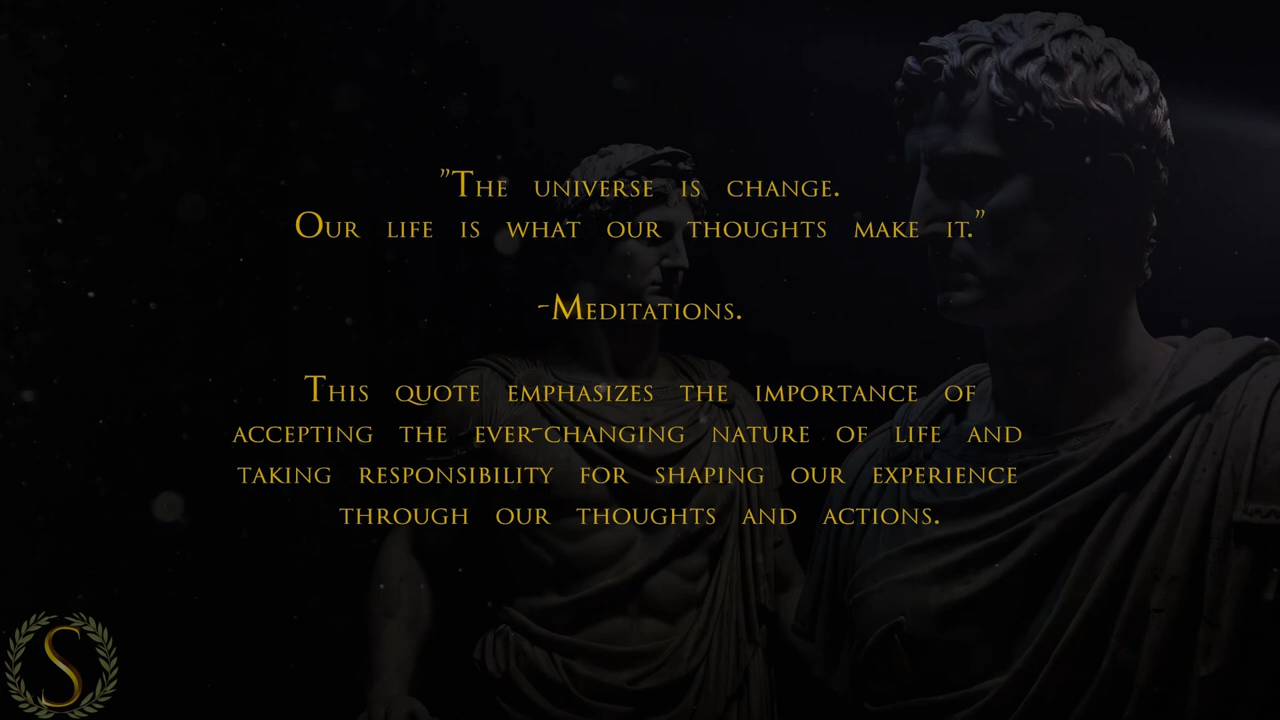 "The universe is change.
Our life is what our thoughts make it."
-Meditations.
This quote emphasizes the importance of
accepting the ever-changing nature of life and
taking responsibility for shaping our experience
through our thoughts and actions.
S